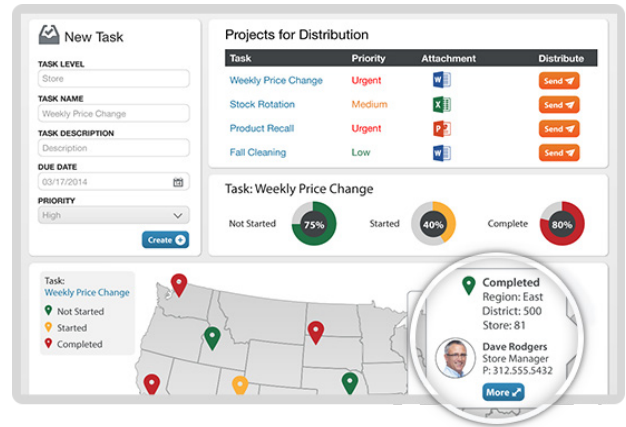 New Task
TASK LEVEL
Store
TASK NAME
Weekly Price Change
TASK DESCRIPTION
Description
DUE DATE
03/17/2014
PRIORITY
High
Create
Projects for Distribution
Task Priority Attachment Distribute
Weekly Price Change Urgent W Send
Stock Rotation Medium X Send
Product Recall Urgent P Send
Fall Cleaning Low W Send
Task: Weekly Price Change
Not Started 75% Started 40% Complete 80%
Task:
Weekly Price Change
Not Started
Started
Completed
Completed
Region: East
District: 500
Store: 81
Dave Rodgers
Store Manager
P: 312.555.5432
More